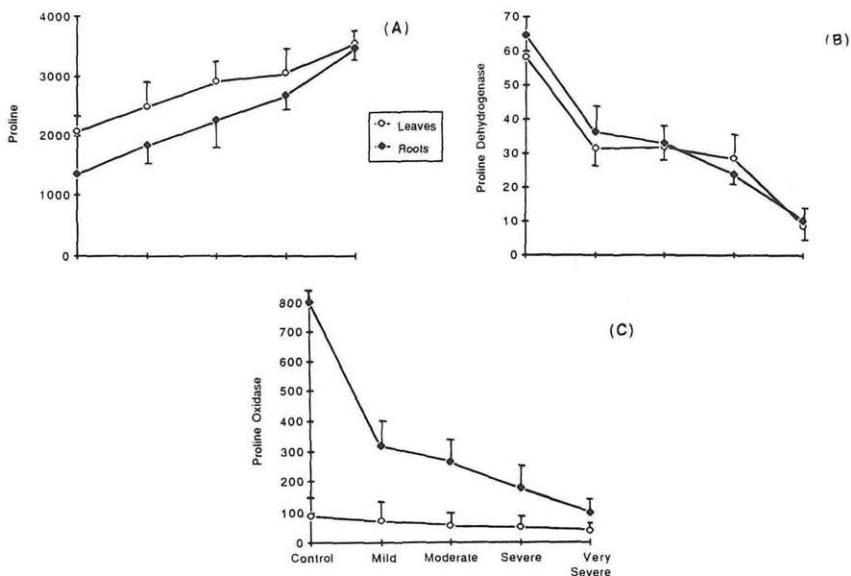 (A)
4000
3000
2000
1000
0
Proline
Leaves
Roots
(B)
70
60
50
40
30
20
10
0
Proline Dehydrogenase
(C)
800
700
600
500
400
300
200
100
0
Proline Oxidase
Control Mild Moderate Severe Very
Severe